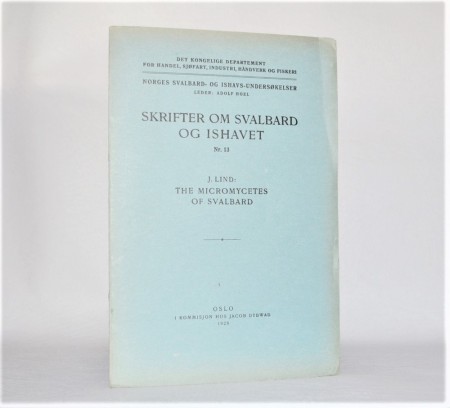 DET KONGELIGE DEPARTEMENT
FOR HANDEL, SJØFART, INDUSTRI, HÅNDVERK OG FISKERI
NORGES SVALBARD- OG ISHAVS-UNDERSØKELSER
LEDER: ADOLF HOEL
SKRIFTER OM SVALBARD
OG ISHAVET
Nr. 13
J. LIND:
THE MICROMYCETES
OF SVALBARD
OSLO
I KOMMISJON HOS JACOB DYBWAD
1928